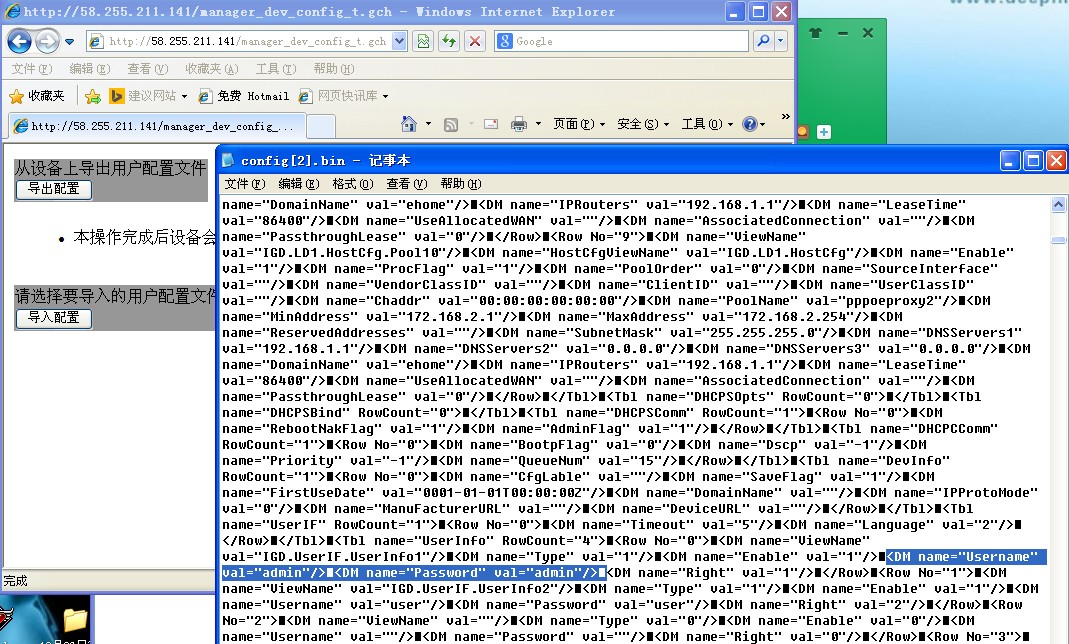 http://58.255.211.141/manager_dev_config_t.gch - Windows Internet Explorer
http://58.255.211.141/manager_dev_config_t.gch
Google
文件(F) 编辑(E) 查看(V) 收藏夹(A) 工具(T) 帮助(H)
收藏夹 建议网站 免费 Hotmail 网页快讯库
http://58.255.211.141/manager_dev_config_...
页面(P) 安全(S) 工具(O)
从设备上导出用户配置文件
导出配置
本操作完成后设备会
请选择要导入的用户配置文件
导入配置
完成
config[2].bin - 记事本
文件(F) 编辑(E) 格式(O) 查看(V) 帮助(H)
name="DomainName" val="ehome"/>■<DM name="IPRouters" val="192.168.1.1"/>■<DM name="LeaseTime"
val="86400"/>■<DM name="UseAllocatedWAN" val=""/>■<DM name="AssociatedConnection" val=""/>■<DM
name="PassthroughLease" val="0"/>■</Row>■<Row No="9">■<DM name="ViewName"
val="IGD.LD1.HostCfg.Pool10"/>■<DM name="HostCfgViewName" val="IGD.LD1.HostCfg"/>■<DM name="Enable"
val="1"/>■<DM name="ProcFlag" val="1"/>■<DM name="PoolOrder" val="0"/>■<DM name="SourceInterface"
val=""/>■<DM name="VendorClassID" val=""/>■<DM name="ClientID" val=""/>■<DM name="UserClassID"
val=""/>■<DM name="Chaddr" val="00:00:00:00:00:00"/>■<DM name="PoolName" val="pppoeproxy2"/>■<DM
name="MinAddress" val="172.168.2.1"/>■<DM name="MaxAddress" val="172.168.2.254"/>■<DM
name="ReservedAddresses" val=""/>■<DM name="SubnetMask" val="255.255.255.0"/>■<DM name="DNSServers1"
val="192.168.1.1"/>■<DM name="DNSServers2" val="0.0.0.0"/>■<DM name="DNSServers3" val="0.0.0.0"/>■<DM
name="DomainName" val="ehome"/>■<DM name="IPRouters" val="192.168.1.1"/>■<DM name="LeaseTime"
val="86400"/>■<DM name="UseAllocatedWAN" val=""/>■<DM name="AssociatedConnection" val=""/>■<DM
name="PassthroughLease" val="0"/>■</Row>■</Tbl>■<Tbl name="DHCPSOpts" RowCount="0">■</Tbl>■<Tbl
name="DHCPSBind" RowCount="0">■</Tbl>■<Tbl name="DHCPSComm" RowCount="1">■<Row No="0">■<DM
name="RebootNakFlag" val="1"/>■<DM name="AdminFlag" val="1"/>■</Row>■</Tbl>■<Tbl name="DHCPCComm"
RowCount="1">■<Row No="0">■<DM name="BootpFlag" val="0"/>■<DM name="Dscp" val="-1"/>■<DM
name="Priority" val="-1"/>■<DM name="QueueNum" val="15"/>■</Row>■</Tbl>■<Tbl name="DevInfo"
RowCount="1">■<Row No="0">■<DM name="CfgLable" val=""/>■<DM name="SaveFlag" val="1"/>■<DM
name="FirstUseDate" val="0001-01-01T00:00:00Z"/>■<DM name="DomainName" val=""/>■<DM name="IPProtoMode"
val="0"/>■<DM name="ManufacturerURL" val=""/>■<DM name="DeviceURL" val=""/>■</Row>■</Tbl>■<Tbl
name="UserIF" RowCount="1">■<Row No="0">■<DM name="Timeout" val="5"/>■<DM name="Language" val="2"/>■
</Row>■</Tbl>■<Tbl name="UserInfo" RowCount="4">■<Row No="0">■<DM name="ViewName"
val="IGD.UserIF.UserInfo1"/>■<DM name="Type" val="1"/>■<DM name="Enable" val="1"/>■<DM name="Username"
val="admin"/>■<DM name="Password" val="admin"/>■<DM name="Right" val="1"/>■</Row>■<Row No="1">■<DM
name="ViewName" val="IGD.UserIF.UserInfo2"/>■<DM name="Type" val="1"/>■<DM name="Enable" val="1"/>■<DM
name="Username" val="user"/>■<DM name="Password" val="user"/>■<DM name="Right" val="2"/>■</Row>■<Row
No="2">■<DM name="ViewName" val=""/>■<DM name="Type" val="0"/>■<DM name="Enable" val="0"/>■<DM
name="Username" val=""/>■<DM name="Password" val=""/>■<DM name="Right" val="0"/>■</Row>■<Row No="3">■